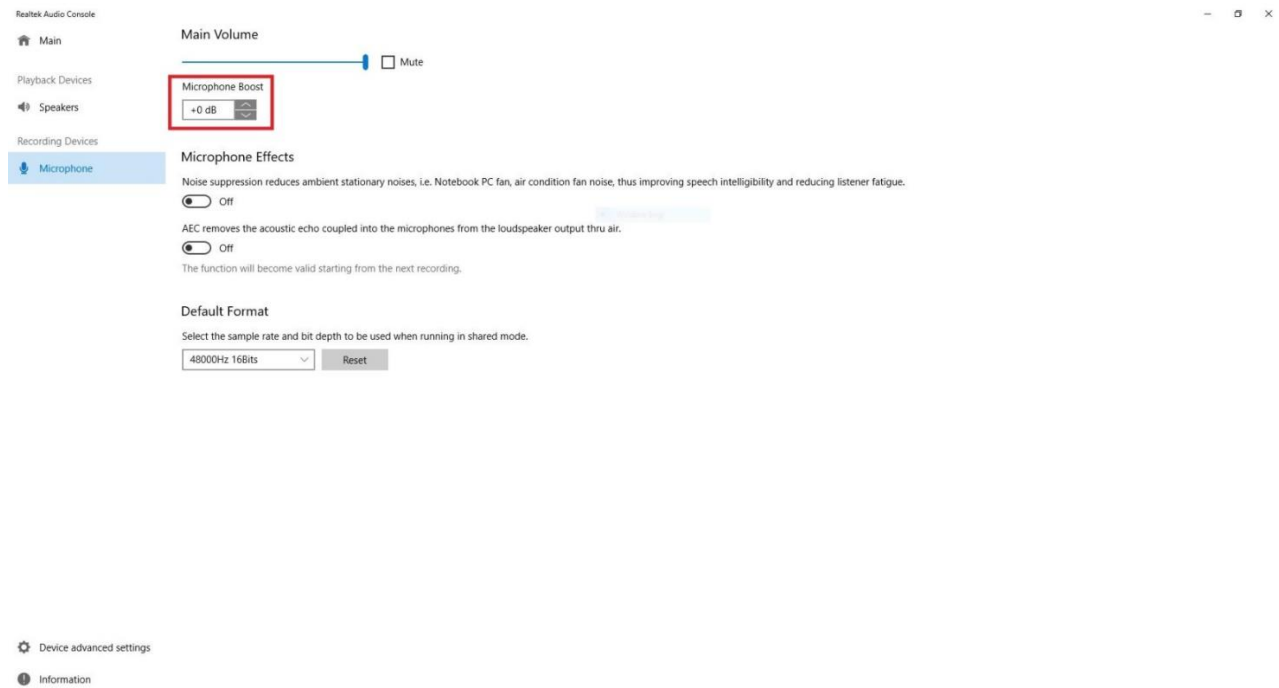 Realtek Audio Console
Main
Playback Devices
Speakers
Recording Devices
Microphone
Main Volume
Mute
Microphone Boost
+0 dB
Microphone Effects
Noise suppression reduces ambient stationary noises, i.e. Notebook PC fan, air condition fan noise, thus improving speech intelligibility and reducing listener fatigue.
Off
AEC removes the acoustic echo coupled into the microphones from the loudspeaker output thru air.
Off
The function will become valid starting from the next recording.
Default Format
Select the sample rate and bit depth to be used when running in shared mode.
48000Hz 16Bits
Reset
Device advanced settings
Information